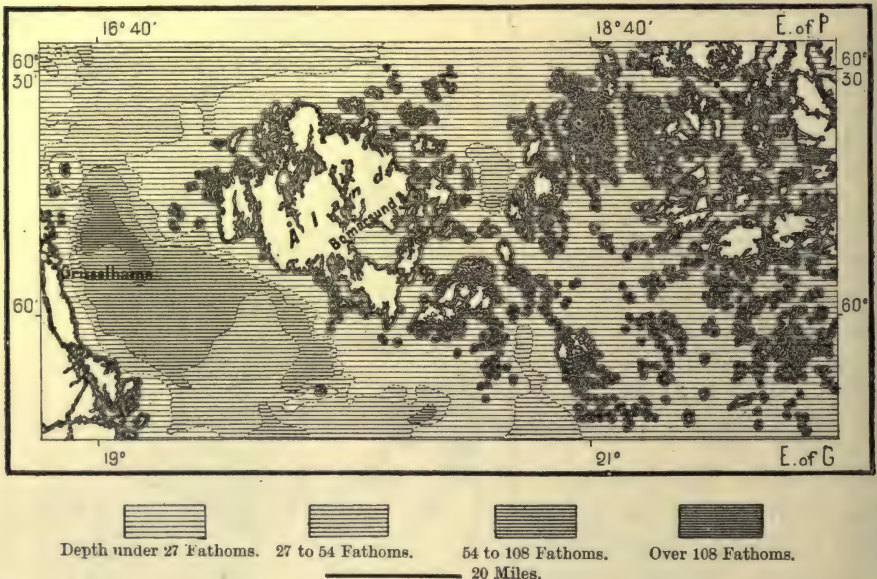 16° 40′ 18° 40′ E. of P
60° 30′ 60° 30′
Åland
Bomarsund
Grisselhamn
60′ 60°
19° 21° E. of G
Depth under 27 Fathoms. 27 to 54 Fathoms. 54 to 108 Fathoms. Over 108 Fathoms.
20 Miles.